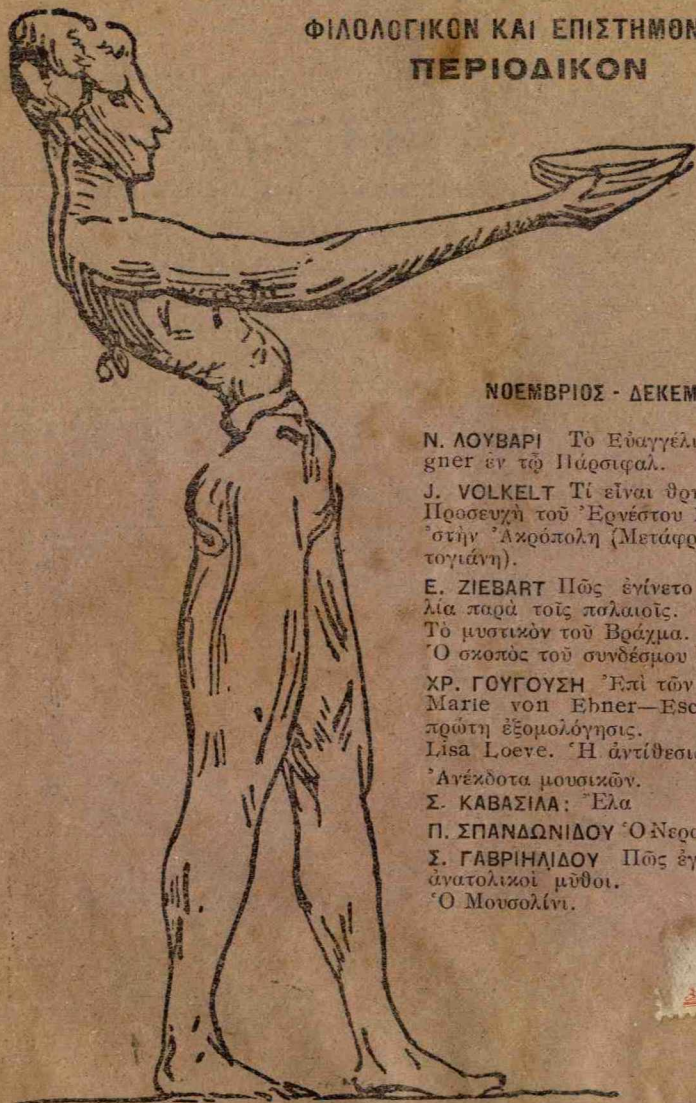 ΦΙΛΟΛΟΓΙΚΟΝ ΚΑΙ ΕΠΙΣΤΗΜΟΝ
ΠΕΡΙΟΔΙΚΟΝ
ΝΟΕΜΒΡΙΟΣ - ΔΕΚΕΜ
Ν. ΛΟΥΒΑΡΙ Τὸ Εὐαγγέλι
gner ἐν τῷ Πάρσιφαλ.
J. VOLKELT Τί εἶναι θρη
Προσευχὴ τοῦ Ἐρνέστου
'στὴν Ἀκρόπολη (Μετάφρ
τογιάνη).
E. ZIEBART Πῶς ἐγίνετο
λία παρὰ τοῖς παλαιοῖς.
Τὸ μυστικὸν τοῦ Βράχμα.
Ὁ σκοπὸς τοῦ συνδέσμου
ΧΡ. ΓΟΥΓΟΥΣΗ Ἐπὶ τῶν
Marie von Ebner—Esc
πρώτη ἐξομολόγησις.
Lisa Loeve. Ἡ ἀντίθεσι
Ἀνέκδοτα μουσικῶν.
Σ. ΚΑΒΑΣΙΛΑ: Ἔλα
Π. ΣΠΑΝΔΩΝΙΔΟΥ Ὁ Νερο
Σ. ΓΑΒΡΙΗΛΙΔΟΥ Πῶς ἐγ
ἀνατολικοὶ μῦθοι.
Ὁ Μουσολίνι.